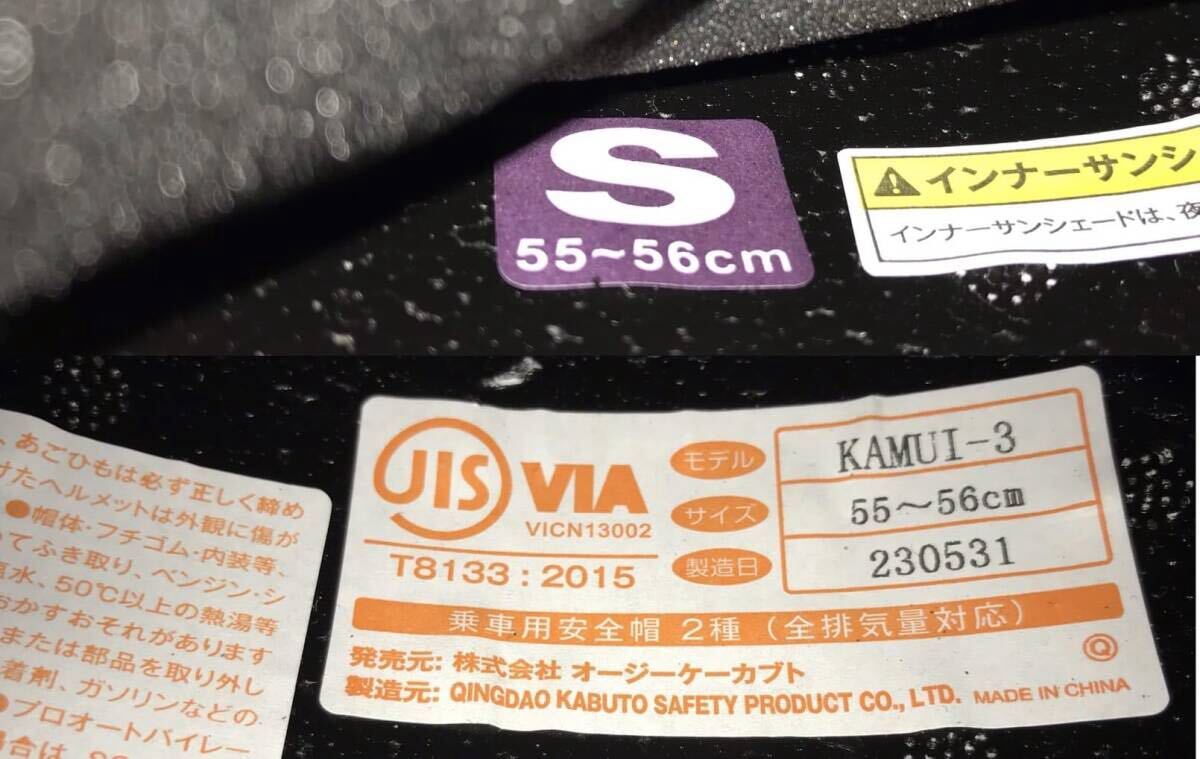 S
55~56cm
インナーサンシ
インナーサンシェードは、夜
、あごひもは必ず正しく締め
けたヘルメットは外観に傷が
●帽体・フチゴム・内装等、
ってふき取り、ベンジン・シ
塩水 50℃以上の熱湯等
おかすおそれがあります
または部品を取り外し
着剤、ガソリンなどの
●プロオートバイレー
場合は、
JIS VIA
VICN13002
T8133 : 2015
モデル KAMUI-3
サイズ 55～56cm
製造日 230531
乗車用安全帽 2種（全排気量対応）
発売元: 株式会社 オージーケーカブト
Q
製造元: QINGDAO KABUTO SAFETY PRODUCT CO., LTD. MADE IN CHINA